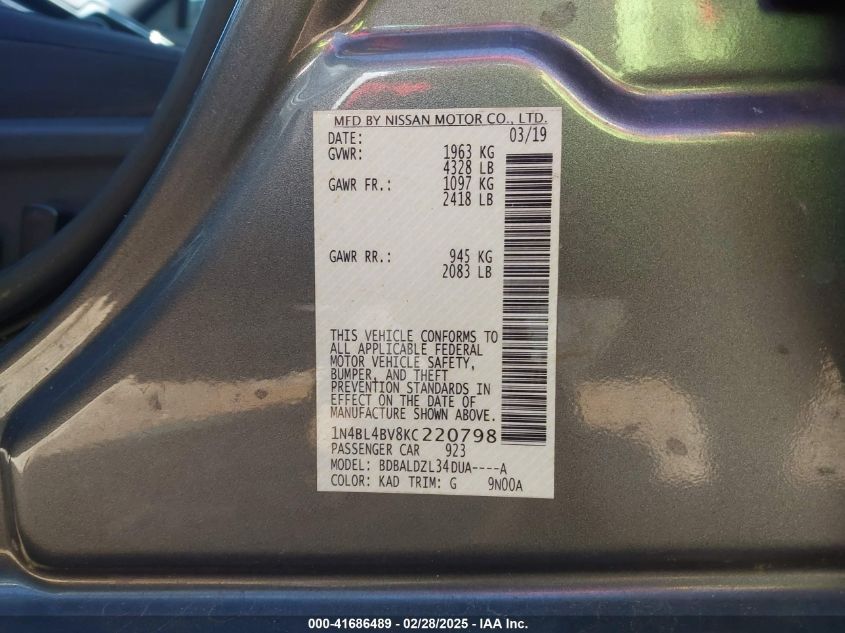 MFD BY NISSAN MOTOR CO., LTD.
DATE: 03/19
GVWR: 1963 KG
4328 LB
GAWR FR.: 1097 KG
2418 LB
GAWR RR.: 945 KG
2083 LB
THIS VEHICLE CONFORMS TO
ALL APPLICABLE FEDERAL
MOTOR VEHICLE SAFETY,
BUMPER, AND THEFT
PREVENTION STANDARDS IN
EFFECT ON THE DATE OF
MANUFACTURE SHOWN ABOVE.
1N4BL4BV8KC220798
PASSENGER CAR 923
MODEL: BDBALDZL34DUA----A
COLOR: KAD TRIM: G 9N00A
000-41686489 - 02/28/2025 - IAA Inc.